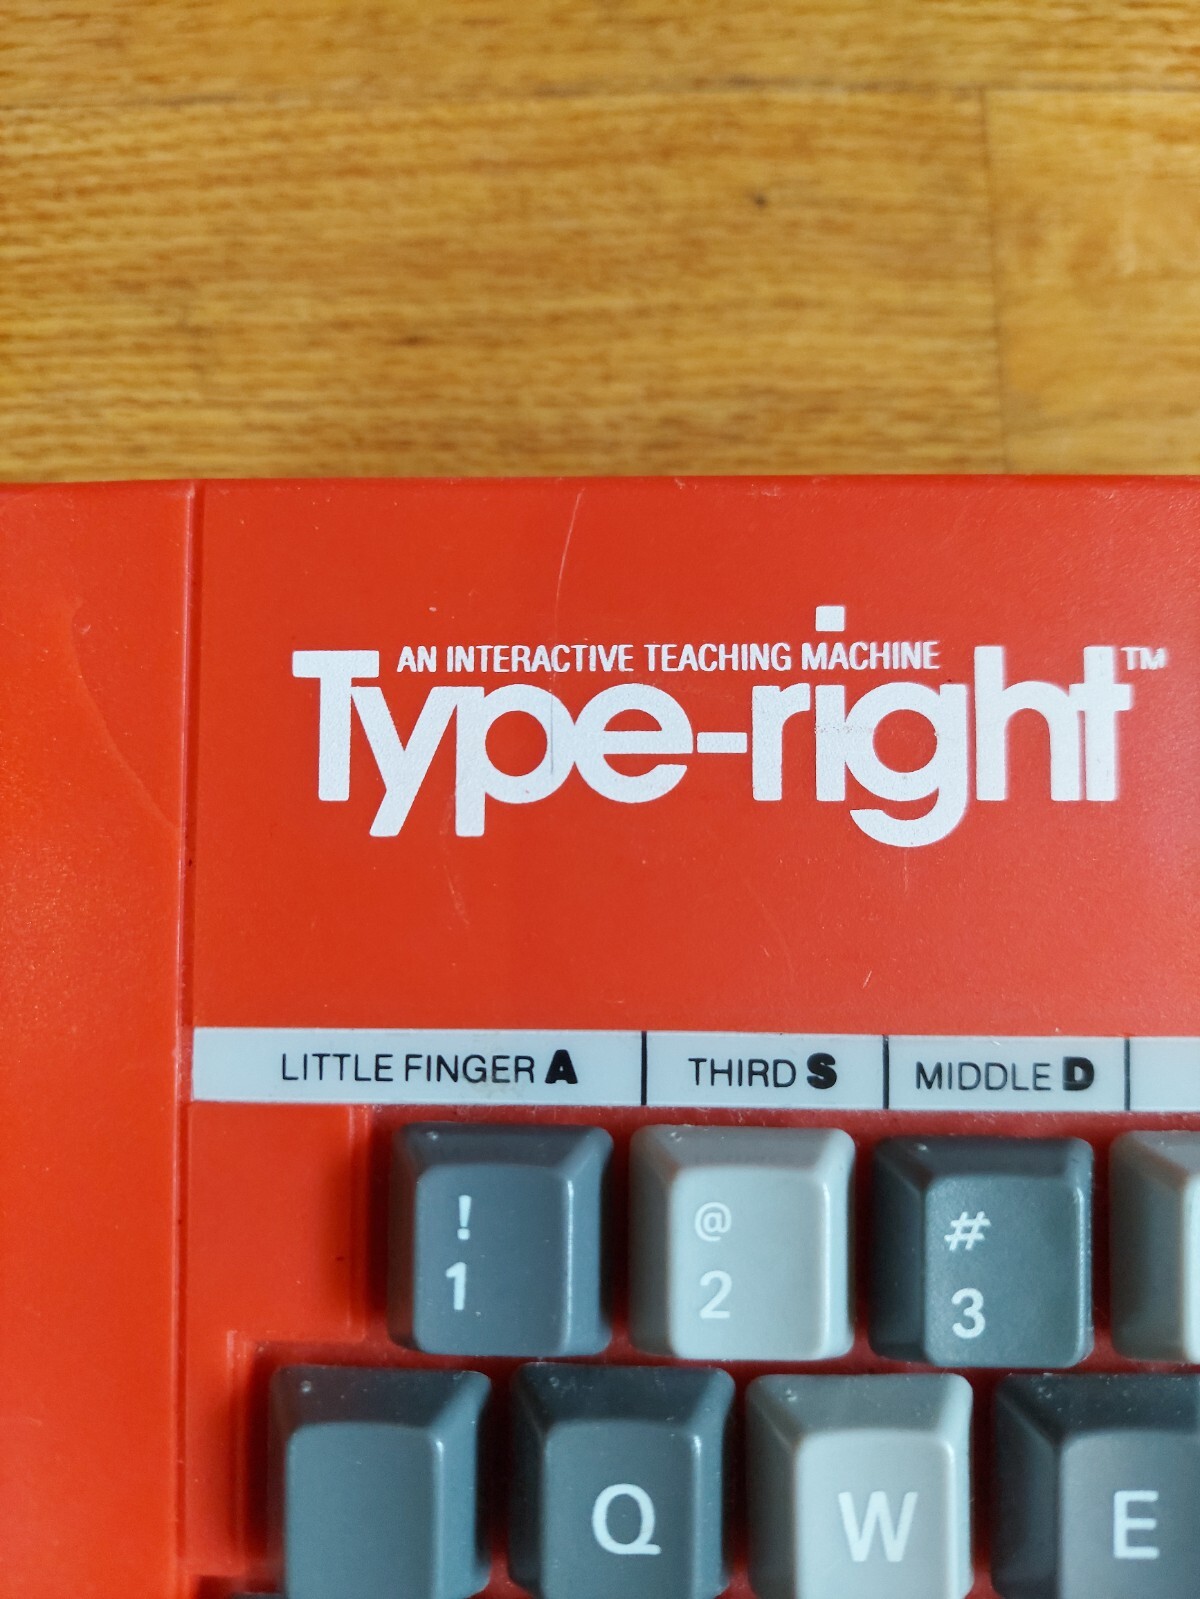 AN INTERACTIVE TEACHING MACHINE
Type-right™
LITTLE FINGER A THIRD S MIDDLE D
! @ #
1 2 3
Q W E